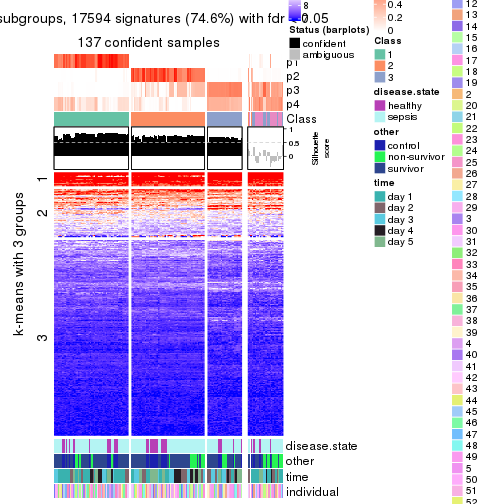 subgroups, 17594 signatures (74.6%) with fdr < 0.05
137 confident samples
p1
p2
p3
p4
Class
1
0.5
0
Silhouette
score
k-means with 3 groups
1
2
3
disease.state
other
time
individual
8
0
Status (barplots)
confident
ambiguous
0.4
0.2
0
Class
1
2
3
disease.state
healthy
sepsis
other
control
non-survivor
survivor
time
day 1
day 2
day 3
day 4
day 5
12
13
14
15
16
17
18
19
2
20
21
22
23
24
25
26
27
28
29
3
30
31
32
33
34
35
36
37
38
39
4
40
41
42
43
44
45
46
47
48
49
5
50
51
52